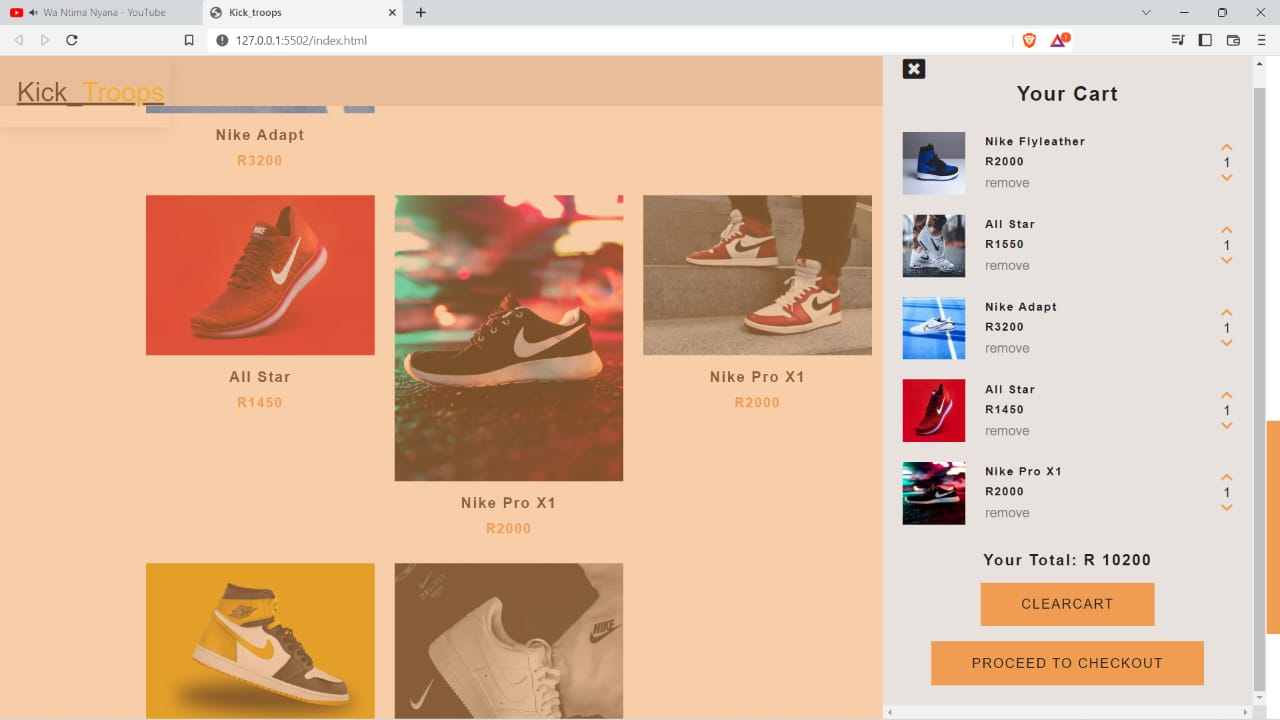 Wa Ntima Nyana - YouTube
Kick_troops
127.0.0.1:5502/index.html
1
Kick_Troops
Nike Adapt
R3200
NIKE
All Star
R1450
Nike Pro X1
R2000
Nike Pro X1
R2000
NIKE
Your Cart
Nike Flyleather
R2000
remove
1
All Star
R1550
remove
1
Nike Adapt
R3200
remove
1
All Star
R1450
remove
1
Nike Pro X1
R2000
remove
1
Your Total: R 10200
CLEARCART
PROCEED TO CHECKOUT